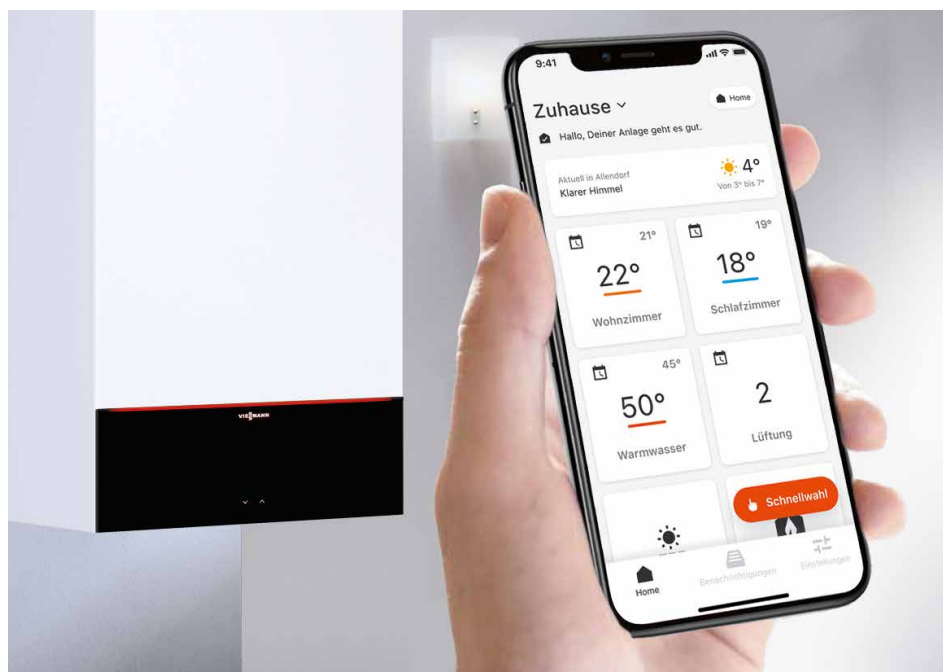 VIESMANN
9:41
Zuhause
Home
Hallo, Deiner Anlage geht es gut.
Aktuell in Allendorf
Klarer Himmel
4°
Von 3° bis 7°
21°
22°
Wohnzimmer
19°
18°
Schlafzimmer
45°
50°
Warmwasser
2
Lüftung
Schnellwahl
Home
Benachrichtigungen
Einstellungen